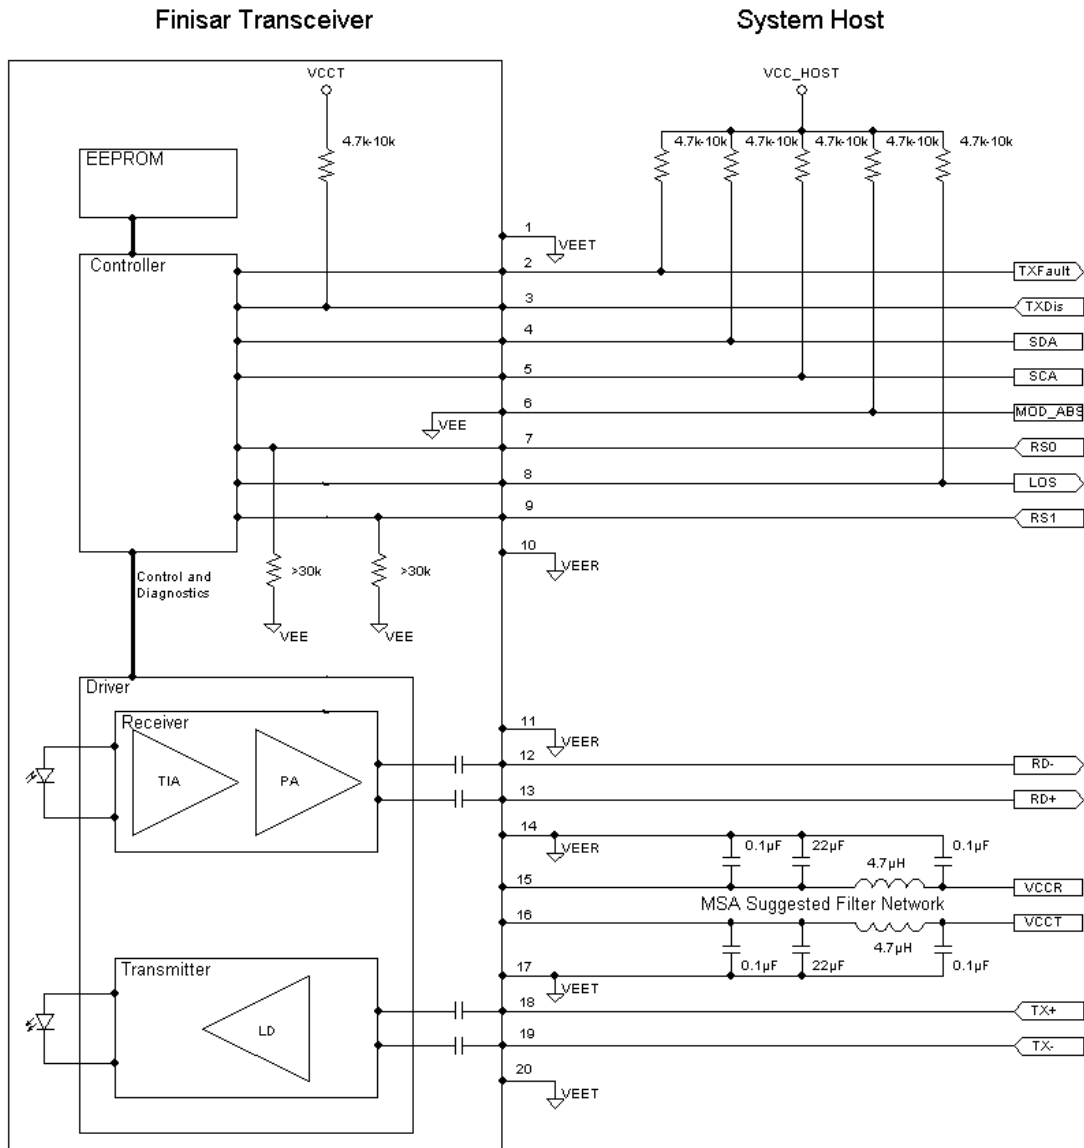 Finisar Transceiver
System Host
VCCT
VCC_HOST
4.7k-10k
4.7k-10k 4.7k-10k 4.7k-10k 4.7k-10k 4.7k-10k
EEPROM
1
VEET
Controller
2
TXFault
3
TXDis
4
SDA
5
SCA
6
VEE
MOD_ABS
7
RS0
8
LOS
9
RS1
10
VEER
Control and
Diagnostics
>30k
>30k
VEE
VEE
Driver
Receiver
TIA
PA
11
VEER
12
RD-
13
RD+
14
VEER
0.1µF
22µF
4.7µH
0.1µF
15
VCCR
MSA Suggested Filter Network
16
VCCT
4.7µH
0.1µF
22µF
0.1µF
17
VEET
Transmitter
LD
18
TX+
19
TX-
20
VEET